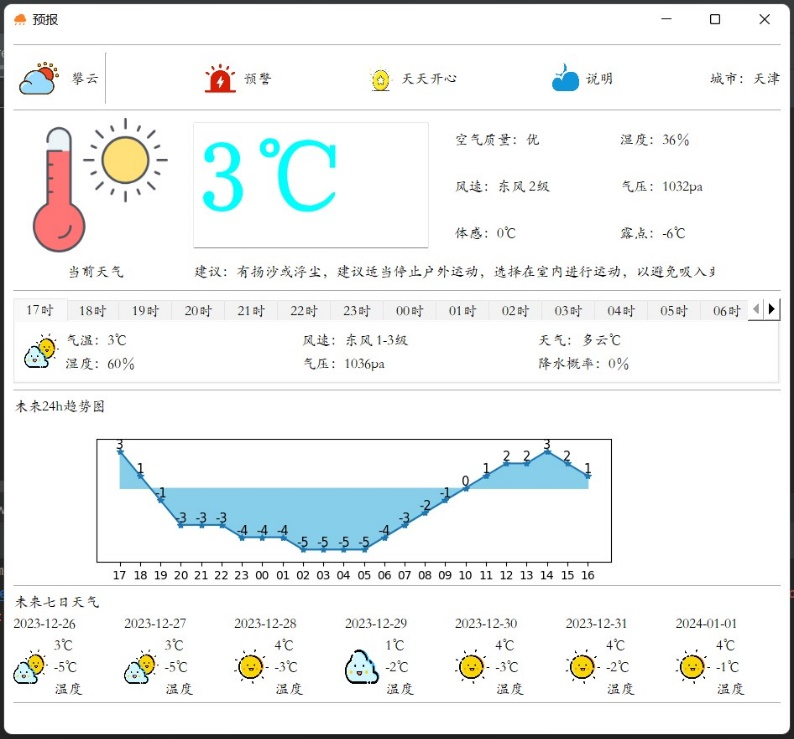 预报
攀云 预警 天天开心 说明 城市：天津
3℃
空气质量：优 湿度：36%
风速：东风2级 气压：1032pa
体感：0℃ 露点：-6℃
当前天气 建议：有扬沙或浮尘，建议适当停止户外运动，选择在室内进行运动，以避免吸入
17时 18时 19时 20时 21时 22时 23时 00时 01时 02时 03时 04时 05时 06时
气温：3℃ 风速：东风1-3级 天气：多云℃
湿度：60% 气压：1036pa 降水概率：0%
未来24h趋势图
3 1 -1 -3 -3 -3 -4 -4 -4 -5 -5 -5 -5 -4 -3 -2 -1 0 1 2 2 3 2 1
17 18 19 20 21 22 23 00 01 02 03 04 05 06 07 08 09 10 11 12 13 14 15 16
未来七日天气
2023-12-26 2023-12-27 2023-12-28 2023-12-29 2023-12-30 2023-12-31 2024-01-01
3℃ 3℃ 4℃ 1℃ 4℃ 4℃ 4℃
-5℃ -5℃ -3℃ -2℃ -3℃ -2℃ -1℃
温度 温度 温度 温度 温度 温度 温度